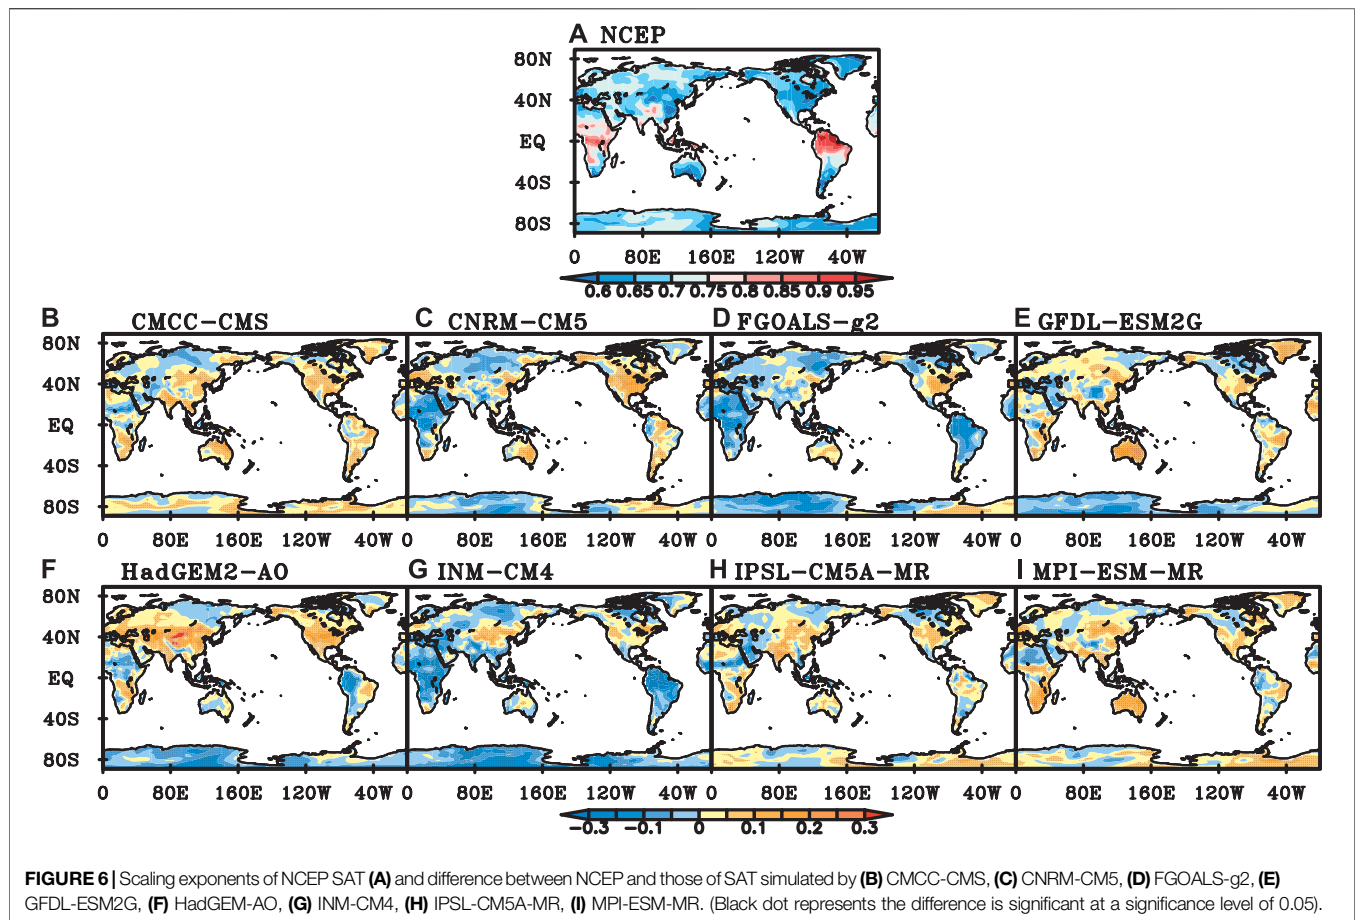 A NCEP
80N
40N
EQ
40S
80S
0 80E 160E 120W 40W
0.6 0.65 0.7 0.75 0.8 0.85 0.9 0.95
B CMCC-CMS C CNRM-CM5 D FGOALS-g2 E GFDL-ESM2G
80N
40N
EQ
40S
80S
0 80E 160E 120W 40W 0 80E 160E 120W 40W 0 80E 160E 120W 40W 0 80E 160E 120W 40W
F HadGEM2-AO G INM-CM4 H IPSL-CM5A-MR I MPI-ESM-MR
80N
40N
EQ
40S
80S
0 80E 160E 120W 40W 0 80E 160E 120W 40W 0 80E 160E 120W 40W 0 80E 160E 120W 40W
-0.3 -0.1 0 0.1 0.2 0.3
FIGURE 6 | Scaling exponents of NCEP SAT (A) and difference between NCEP and those of SAT simulated by (B) CMCC-CMS, (C) CNRM-CM5, (D) FGOALS-g2, (E)
GFDL-ESM2G, (F) HadGEM-AO, (G) INM-CM4, (H) IPSL-CM5A-MR, (I) MPI-ESM-MR. (Black dot represents the difference is significant at a significance level of 0.05).